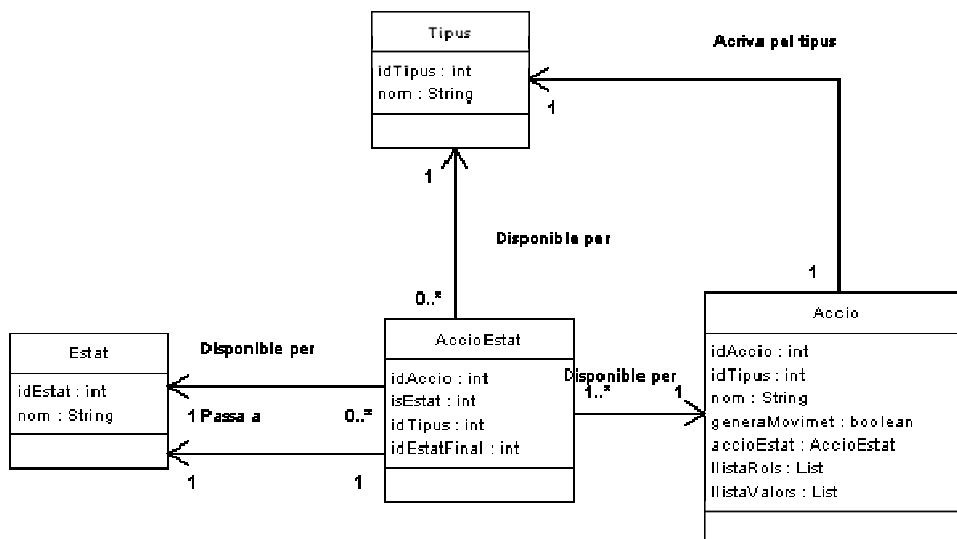 Tipus
idTipus : int
nom : String
Acriva pel tipus
1
1
Disponible per
1
0..*
Estat
idEstat : int
nom : String
Disponible per
1 Passa a
0..*
1
1
AccioEstat
idAccio : int
isEstat : int
idTipus : int
idEstatFinal : int
Disponible per
1..*
1
Accio
idAccio : int
idTipus : int
nom : String
generaMovimet : boolean
accioEstat : AccioEstat
llistaRols : List
llistaValors : List